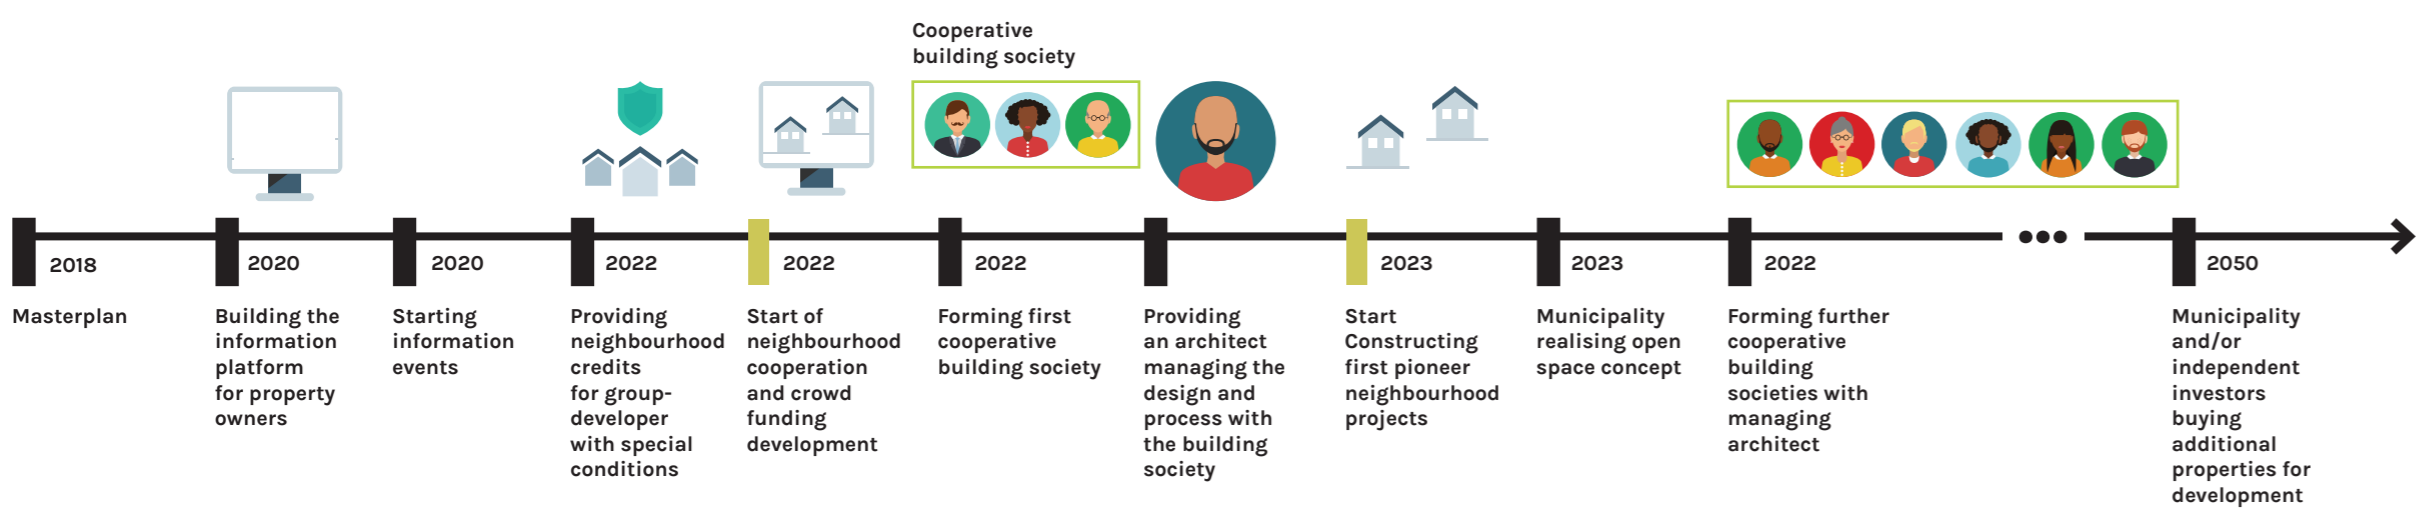 Cooperative
building society
2018
Masterplan
2020
Building the
information
platform
for property
owners
2020
Starting
information
events
2022
Providing
neighbourhood
credits
for group-
developer
with special
conditions
2022
Start of
neighbourhood
cooperation
and crowd
funding
development
2022
Forming first
cooperative
building society
Providing
an architect
managing the
design and
process with
the building
society
2023
Start
Constructing
first pioneer
neighbourhood
projects
2023
Municipality
realising open
space concept
2022
Forming further
cooperative
building
societies with
managing
architect
2050
Municipality
and/or
independent
investors
buying
additional
properties for
development